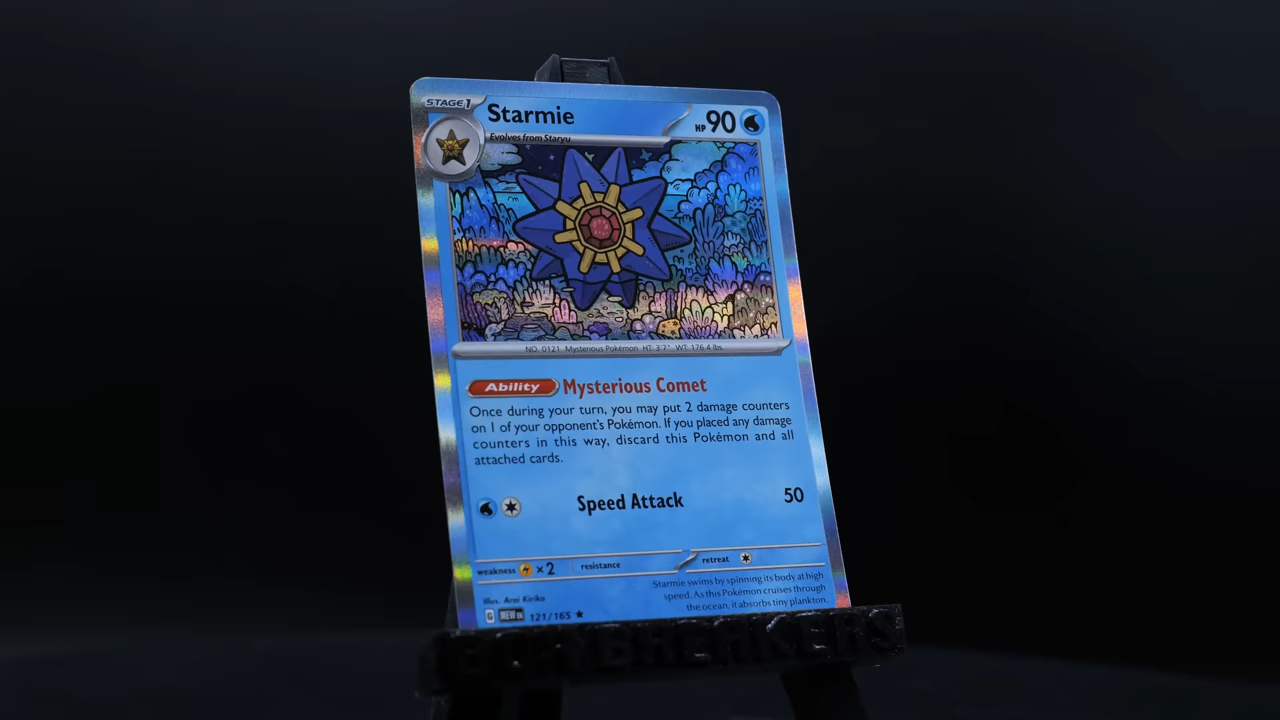 STAGE1
Starmie
HP 90
Evolves from Staryu
NO. 0121 Mysterious Pokémon HT: 3'7" WT: 176.4 lbs.
Ability Mysterious Comet
Once during your turn, you may put 2 damage counters
on 1 of your opponent's Pokémon. If you placed any damage
counters in this way, discard this Pokémon and all
attached cards.
Speed Attack 50
weakness ×2 resistance retreat
Starmie swims by spinning its body at high
speed. As this Pokémon cruises through
the ocean, it absorbs tiny plankton.
Illus. Arai Kiriko
G MEW EN 121/165